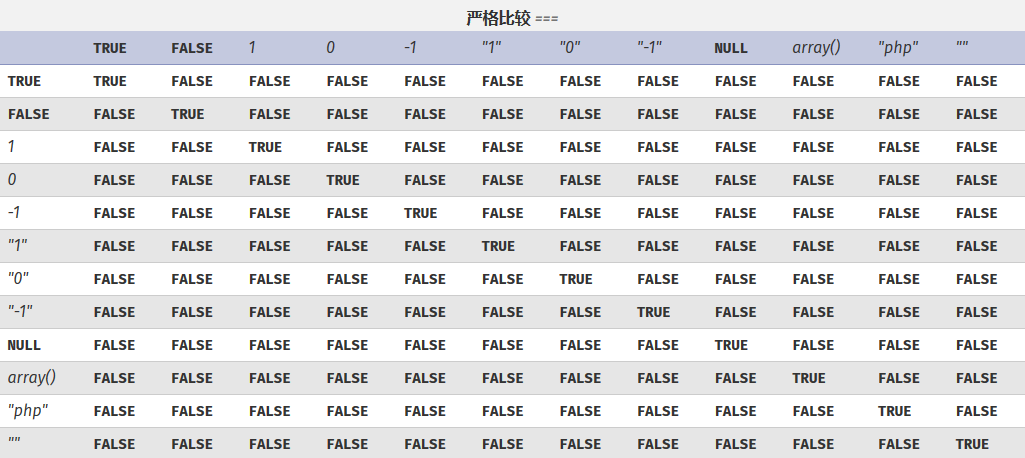 严格比较 ===
TRUE FALSE 1 0 -1 "1" "0" "-1" NULL array() "php" ""
TRUE TRUE FALSE FALSE FALSE FALSE FALSE FALSE FALSE FALSE FALSE FALSE FALSE
FALSE FALSE TRUE FALSE FALSE FALSE FALSE FALSE FALSE FALSE FALSE FALSE FALSE
1 FALSE FALSE TRUE FALSE FALSE FALSE FALSE FALSE FALSE FALSE FALSE FALSE
0 FALSE FALSE FALSE TRUE FALSE FALSE FALSE FALSE FALSE FALSE FALSE FALSE
-1 FALSE FALSE FALSE FALSE TRUE FALSE FALSE FALSE FALSE FALSE FALSE FALSE
"1" FALSE FALSE FALSE FALSE FALSE TRUE FALSE FALSE FALSE FALSE FALSE FALSE
"0" FALSE FALSE FALSE FALSE FALSE FALSE TRUE FALSE FALSE FALSE FALSE FALSE
"-1" FALSE FALSE FALSE FALSE FALSE FALSE FALSE TRUE FALSE FALSE FALSE FALSE
NULL FALSE FALSE FALSE FALSE FALSE FALSE FALSE FALSE TRUE FALSE FALSE FALSE
array() FALSE FALSE FALSE FALSE FALSE FALSE FALSE FALSE FALSE TRUE FALSE FALSE
"php" FALSE FALSE FALSE FALSE FALSE FALSE FALSE FALSE FALSE FALSE TRUE FALSE
"" FALSE FALSE FALSE FALSE FALSE FALSE FALSE FALSE FALSE FALSE FALSE TRUE